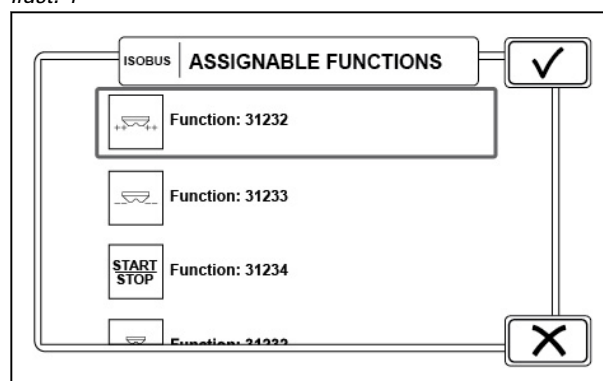 ISOBUS ASSIGNABLE FUNCTIONS
++ ++ Function: 31232
Function: 31233
START
STOP
Function: 31234